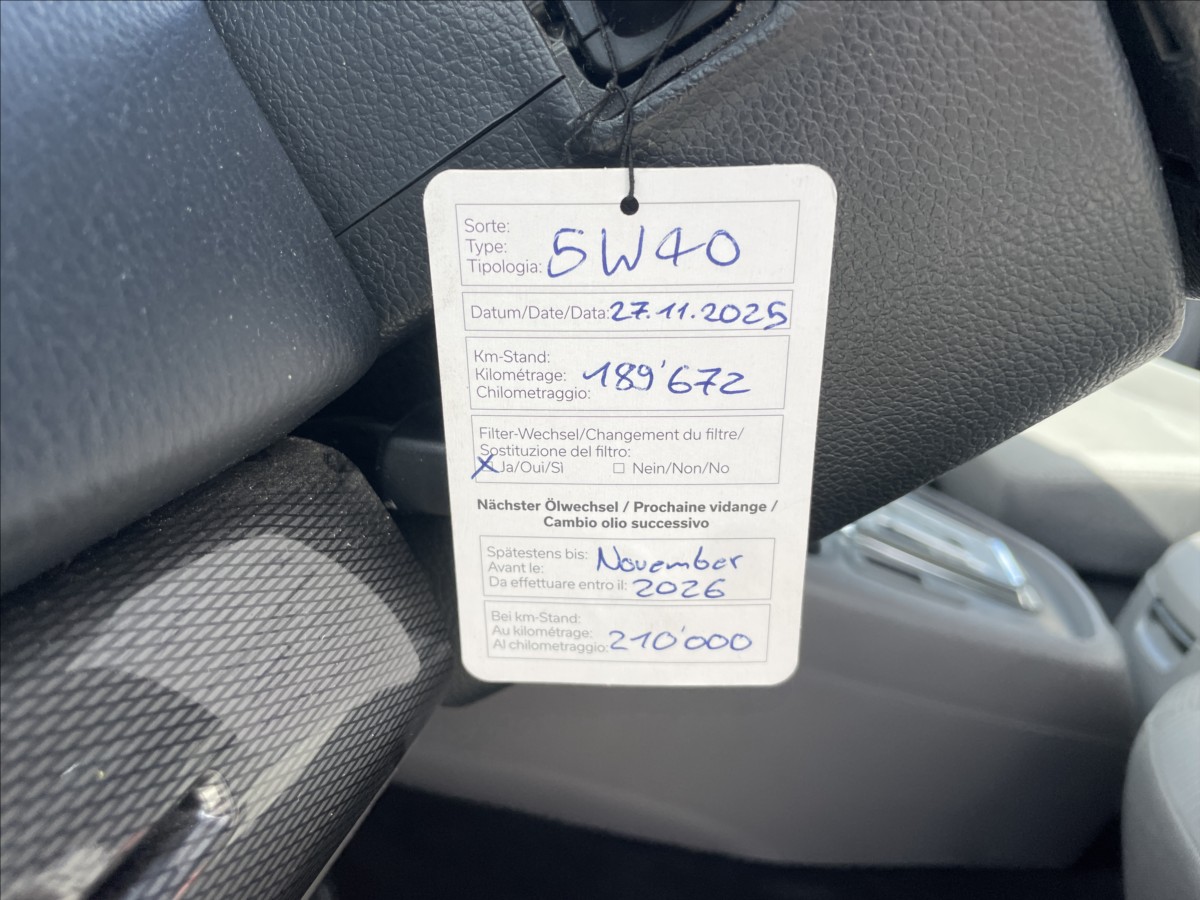 Sorte:
Type:
Tipologia: 5W40
Datum/Date/Data: 27.11.2025
Km-Stand:
Kilométrage: 189'672
Chilometraggio:
Filter-Wechsel/Changement du filtre/
Sostituzione del filtro:
☒ Ja/Oui/Sì ☐ Nein/Non/No
Nächster Ölwechsel / Prochaine vidange /
Cambio olio successivo
Spätestens bis: November
Avant le:
Da effettuare entro il: 2026
Bei km-Stand:
Au kilométrage:
Al chilometraggio: 210'000